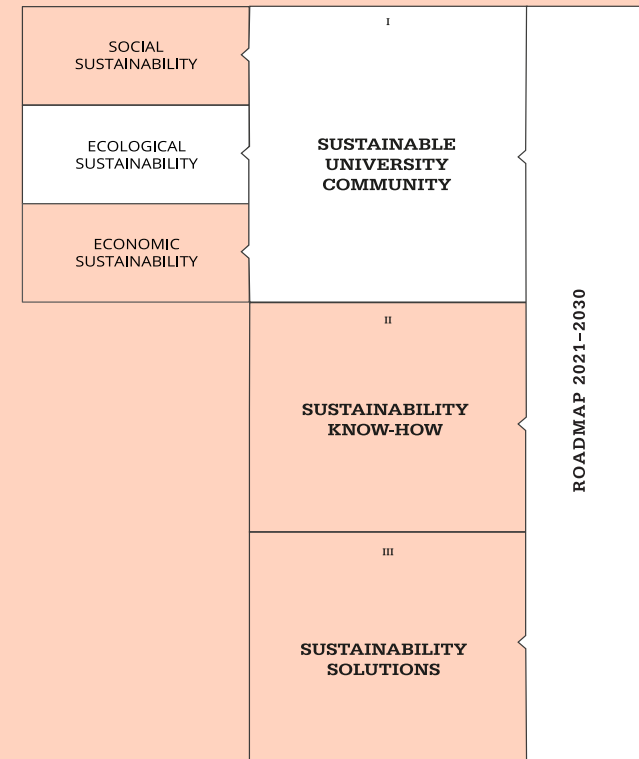 SOCIAL
SUSTAINABILITY
ECOLOGICAL
SUSTAINABILITY
ECONOMIC
SUSTAINABILITY
I
SUSTAINABLE
UNIVERSITY
COMMUNITY
II
SUSTAINABILITY
KNOW-HOW
III
SUSTAINABILITY
SOLUTIONS
ROADMAP 2021–2030